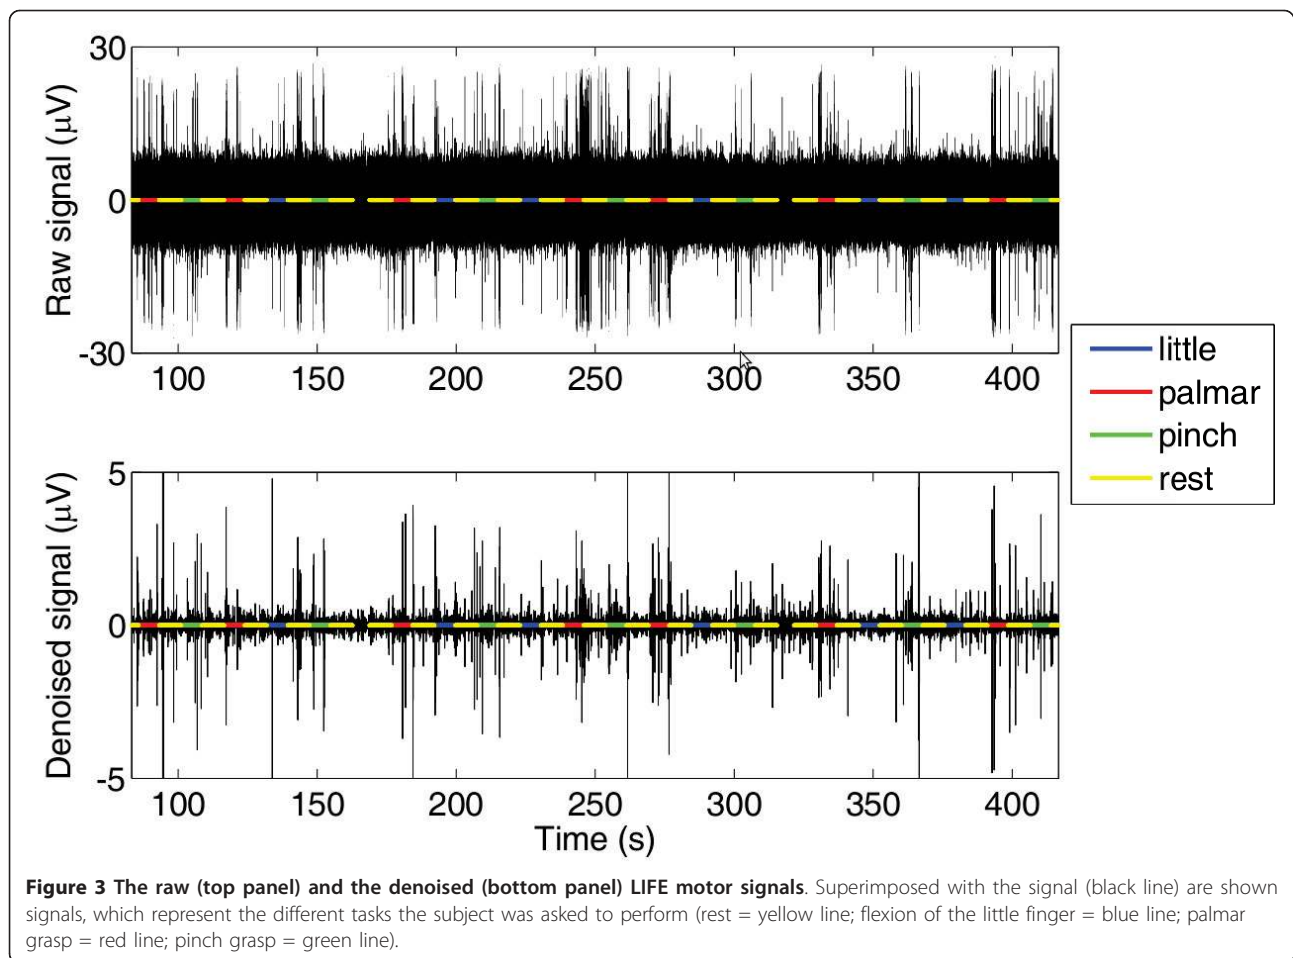 30
0
-30
Raw signal (μV)
100 150 200 250 300 350 400
little
palmar
pinch
rest
5
0
-5
Denoised signal (μV)
100 150 200 250 300 350 400
Time (s)
Figure 3 The raw (top panel) and the denoised (bottom panel) LIFE motor signals. Superimposed with the signal (black line) are shown
signals, which represent the different tasks the subject was asked to perform (rest = yellow line; flexion of the little finger = blue line; palmar
grasp = red line; pinch grasp = green line).